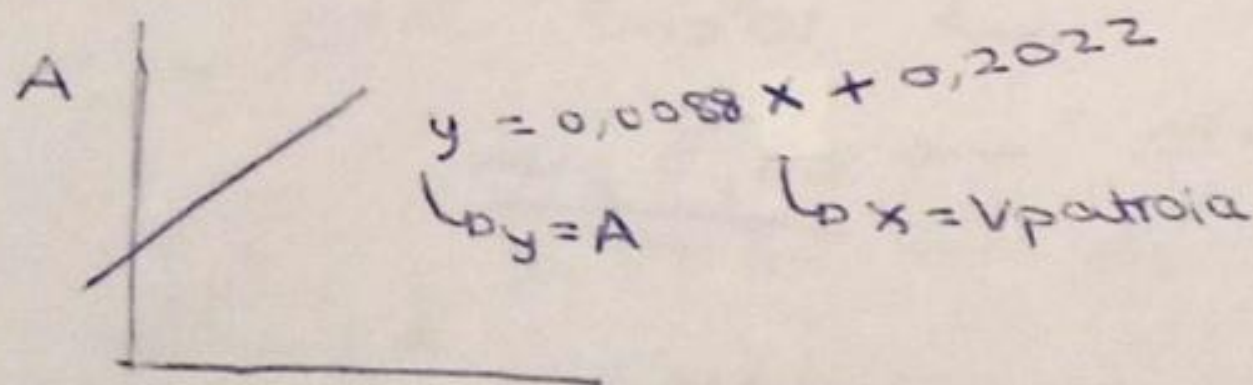 A
y = 0,0088 x + 0,2022
↳ y = A
↳ x = Vpatroia